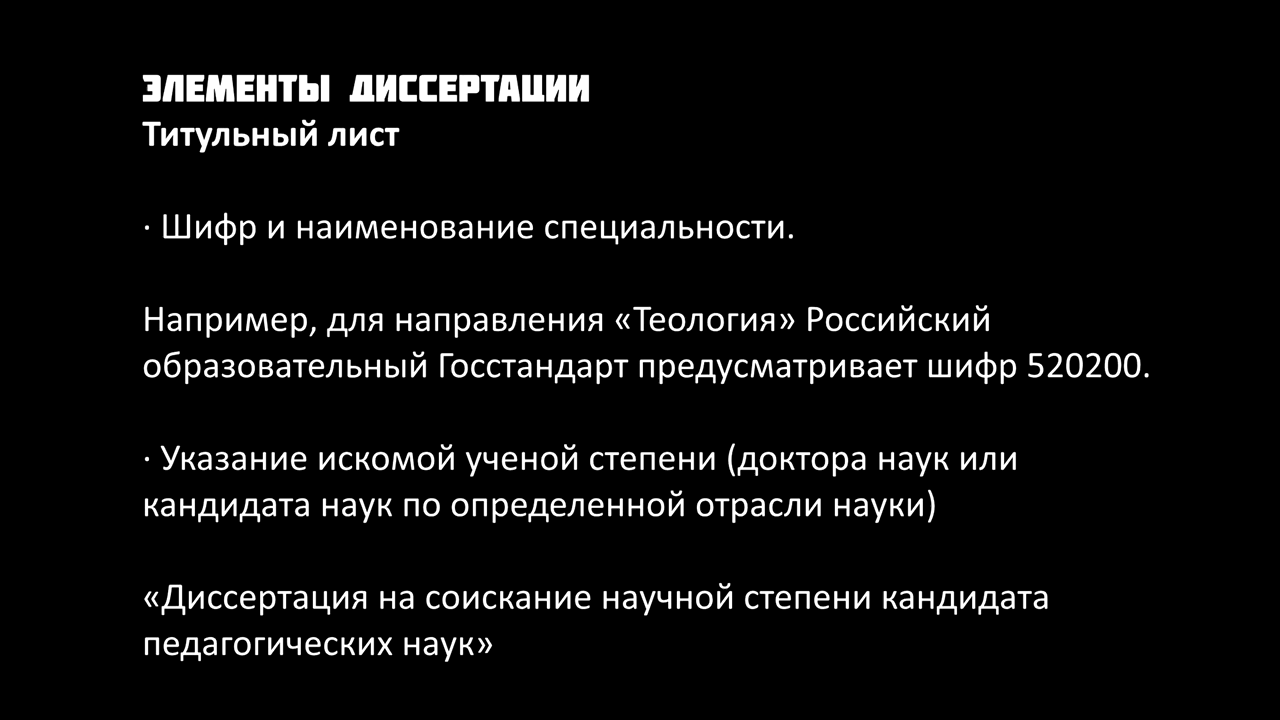 ЭЛЕМЕНТЫ ДИССЕРТАЦИИ
Титульный лист
· Шифр и наименование специальности.
Например, для направления «Теология» Российский
образовательный Госстандарт предусматривает шифр 520200.
· Указание искомой ученой степени (доктора наук или
кандидата наук по определенной отрасли науки)
«Диссертация на соискание научной степени кандидата
педагогических наук»